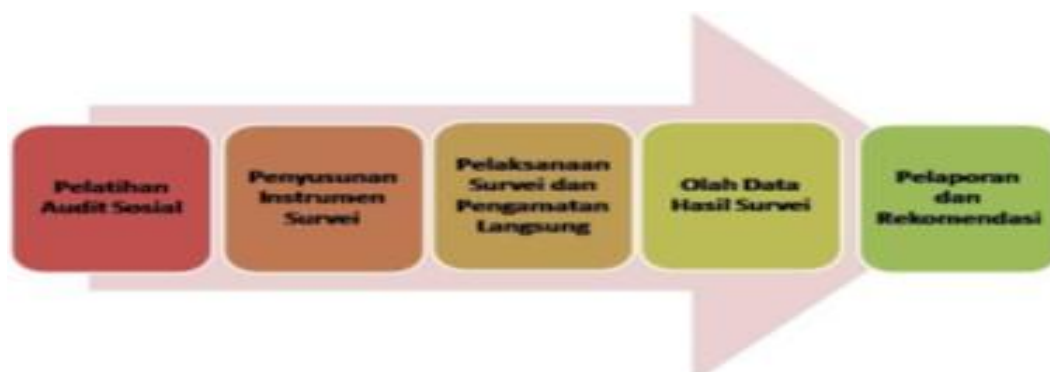 Pelatihan
Audit Sosial
Penyusunan
Instrumen
Survei
Pelaksanaan
Survei dan
Pengamatan
Langsung
Olah Data
Hasil Survei
Pelaporan
dan
Rekomendasi